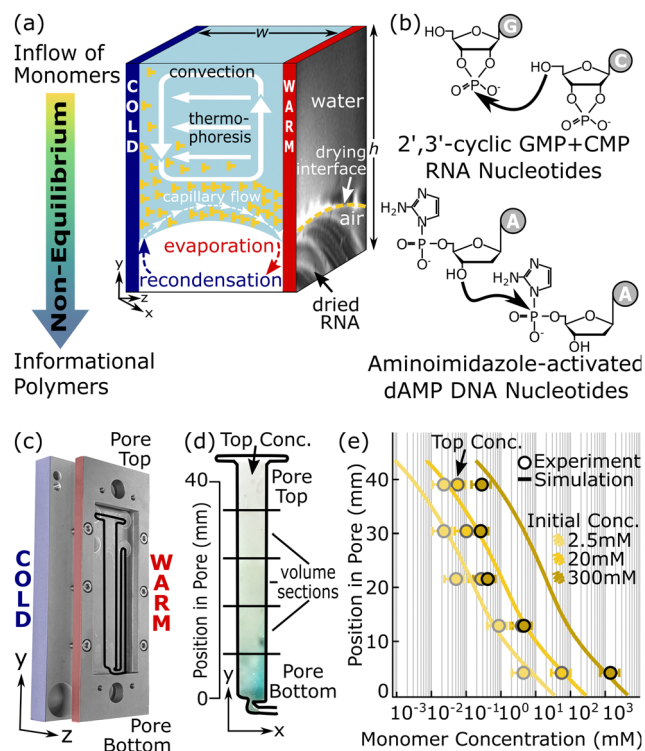 (a)
Inflow of
Monomers
Non-Equilibrium
Informational
Polymers
COLD
WARM
w
h
convection
thermo-
phoresis
capillary flow
evaporation
recondensation
water
drying
interface
air
dried
RNA
y
z
x
(b)
G
HO
O
O
O
O
P
O
O-
C
HO
O
O
O
O
P
O
O-
2',3'-cyclic GMP+CMP
RNA Nucleotides
H₂N
N
N
O
P
O
O-
O
HO
A
H₂N
N
N
O
P
O
O-
O
OH
A
Aminoimidazole-activated
dAMP DNA Nucleotides
(c)
Pore
Top
COLD
WARM
y
z
Pore
Bottom
(d)
Top Conc.
Position in Pore (mm)
40
0
Pore
Top
volume
sections
Pore
Bottom
y
x
(e)
Top Conc.
Experiment
Simulation
Initial Conc.
2.5mM
20mM
300mM
Position in Pore (mm)
40
30
20
10
0
10⁻³ 10⁻² 10⁻¹ 10⁰ 10¹ 10² 10³
Monomer Concentration (mM)